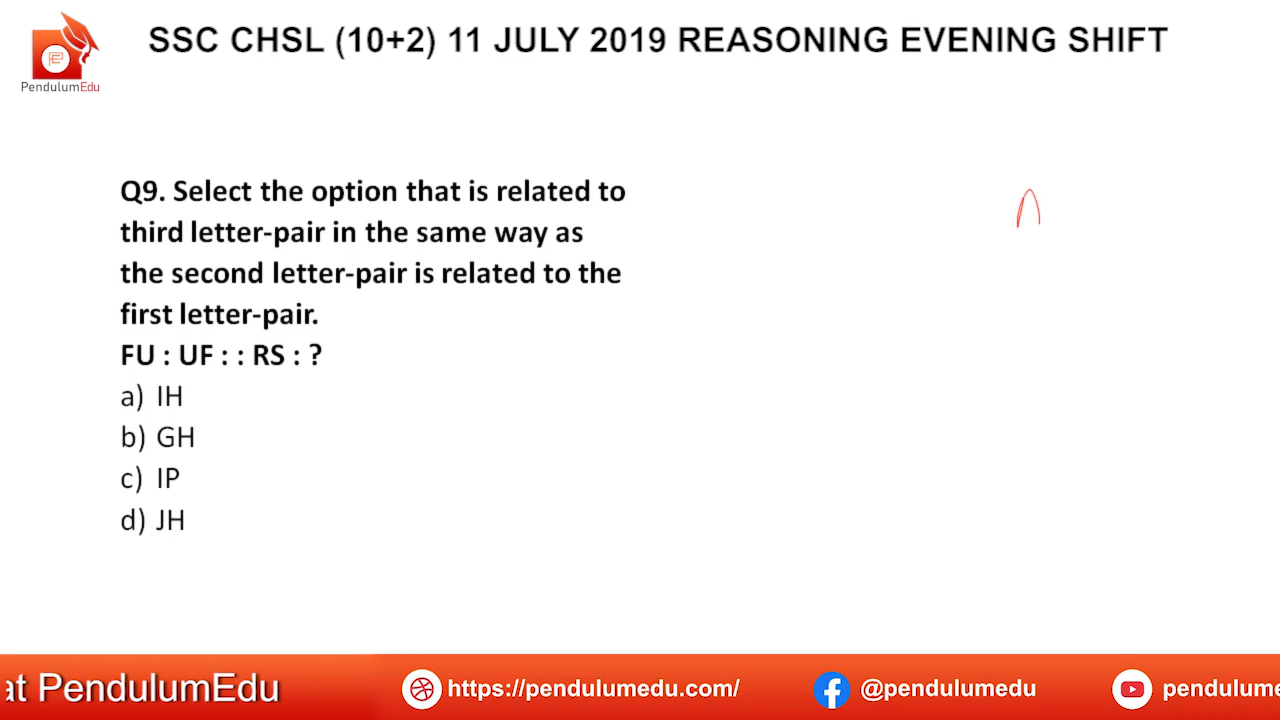 SSC CHSL (10+2) 11 JULY 2019 REASONING EVENING SHIFT
PendulumEdu
Q9. Select the option that is related to
third letter-pair in the same way as
the second letter-pair is related to the
first letter-pair.
FU : UF : : RS : ?
a) IH
b) GH
c) IP
d) JH
at PendulumEdu
https://pendulumedu.com/
@pendulumedu
pendulume